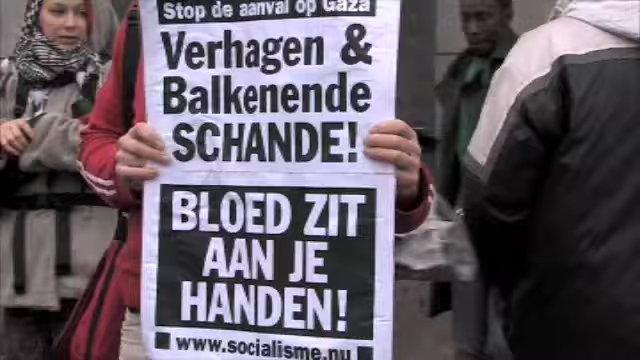 Stop de aanval op Gaza
Verhagen &
Balkenende
SCHANDE!
BLOED ZIT
AAN JE
HANDEN!
www.socialisme.nu